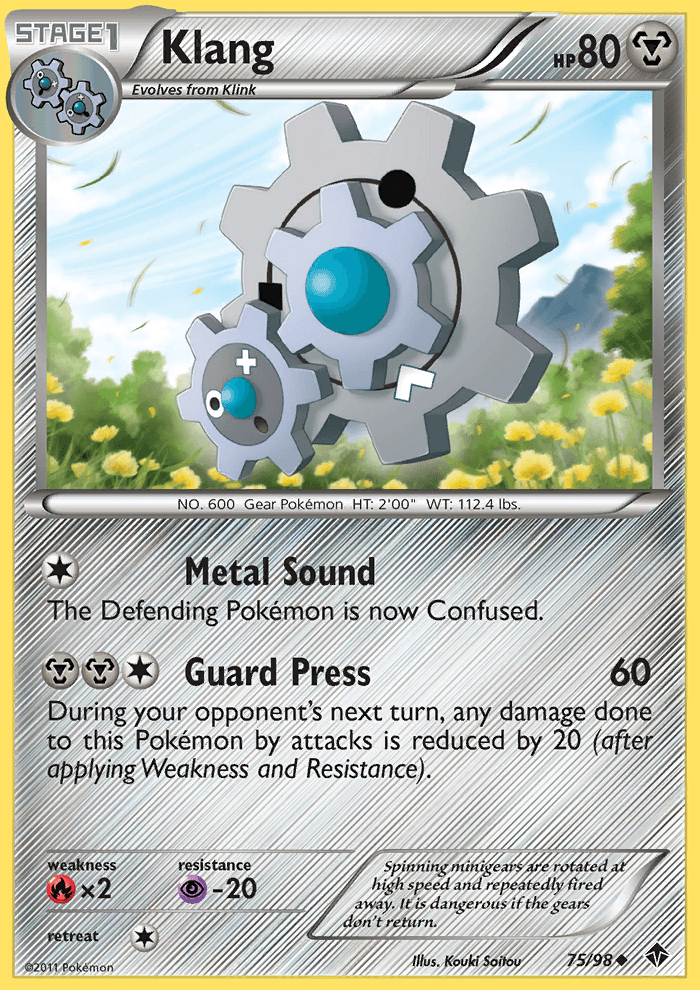 STAGE1
Klang
HP80
Evolves from Klink
NO. 600 Gear Pokémon HT: 2'00" WT: 112.4 lbs.
Metal Sound
The Defending Pokémon is now Confused.
Guard Press 60
During your opponent's next turn, any damage done
to this Pokémon by attacks is reduced by 20 (after
applying Weakness and Resistance).
weakness
×2
resistance
-20
retreat
Spinning minigears are rotated at
high speed and repeatedly fired
away. It is dangerous if the gears
don't return.
©2011 Pokémon
Illus. Kouki Saitou
75/98